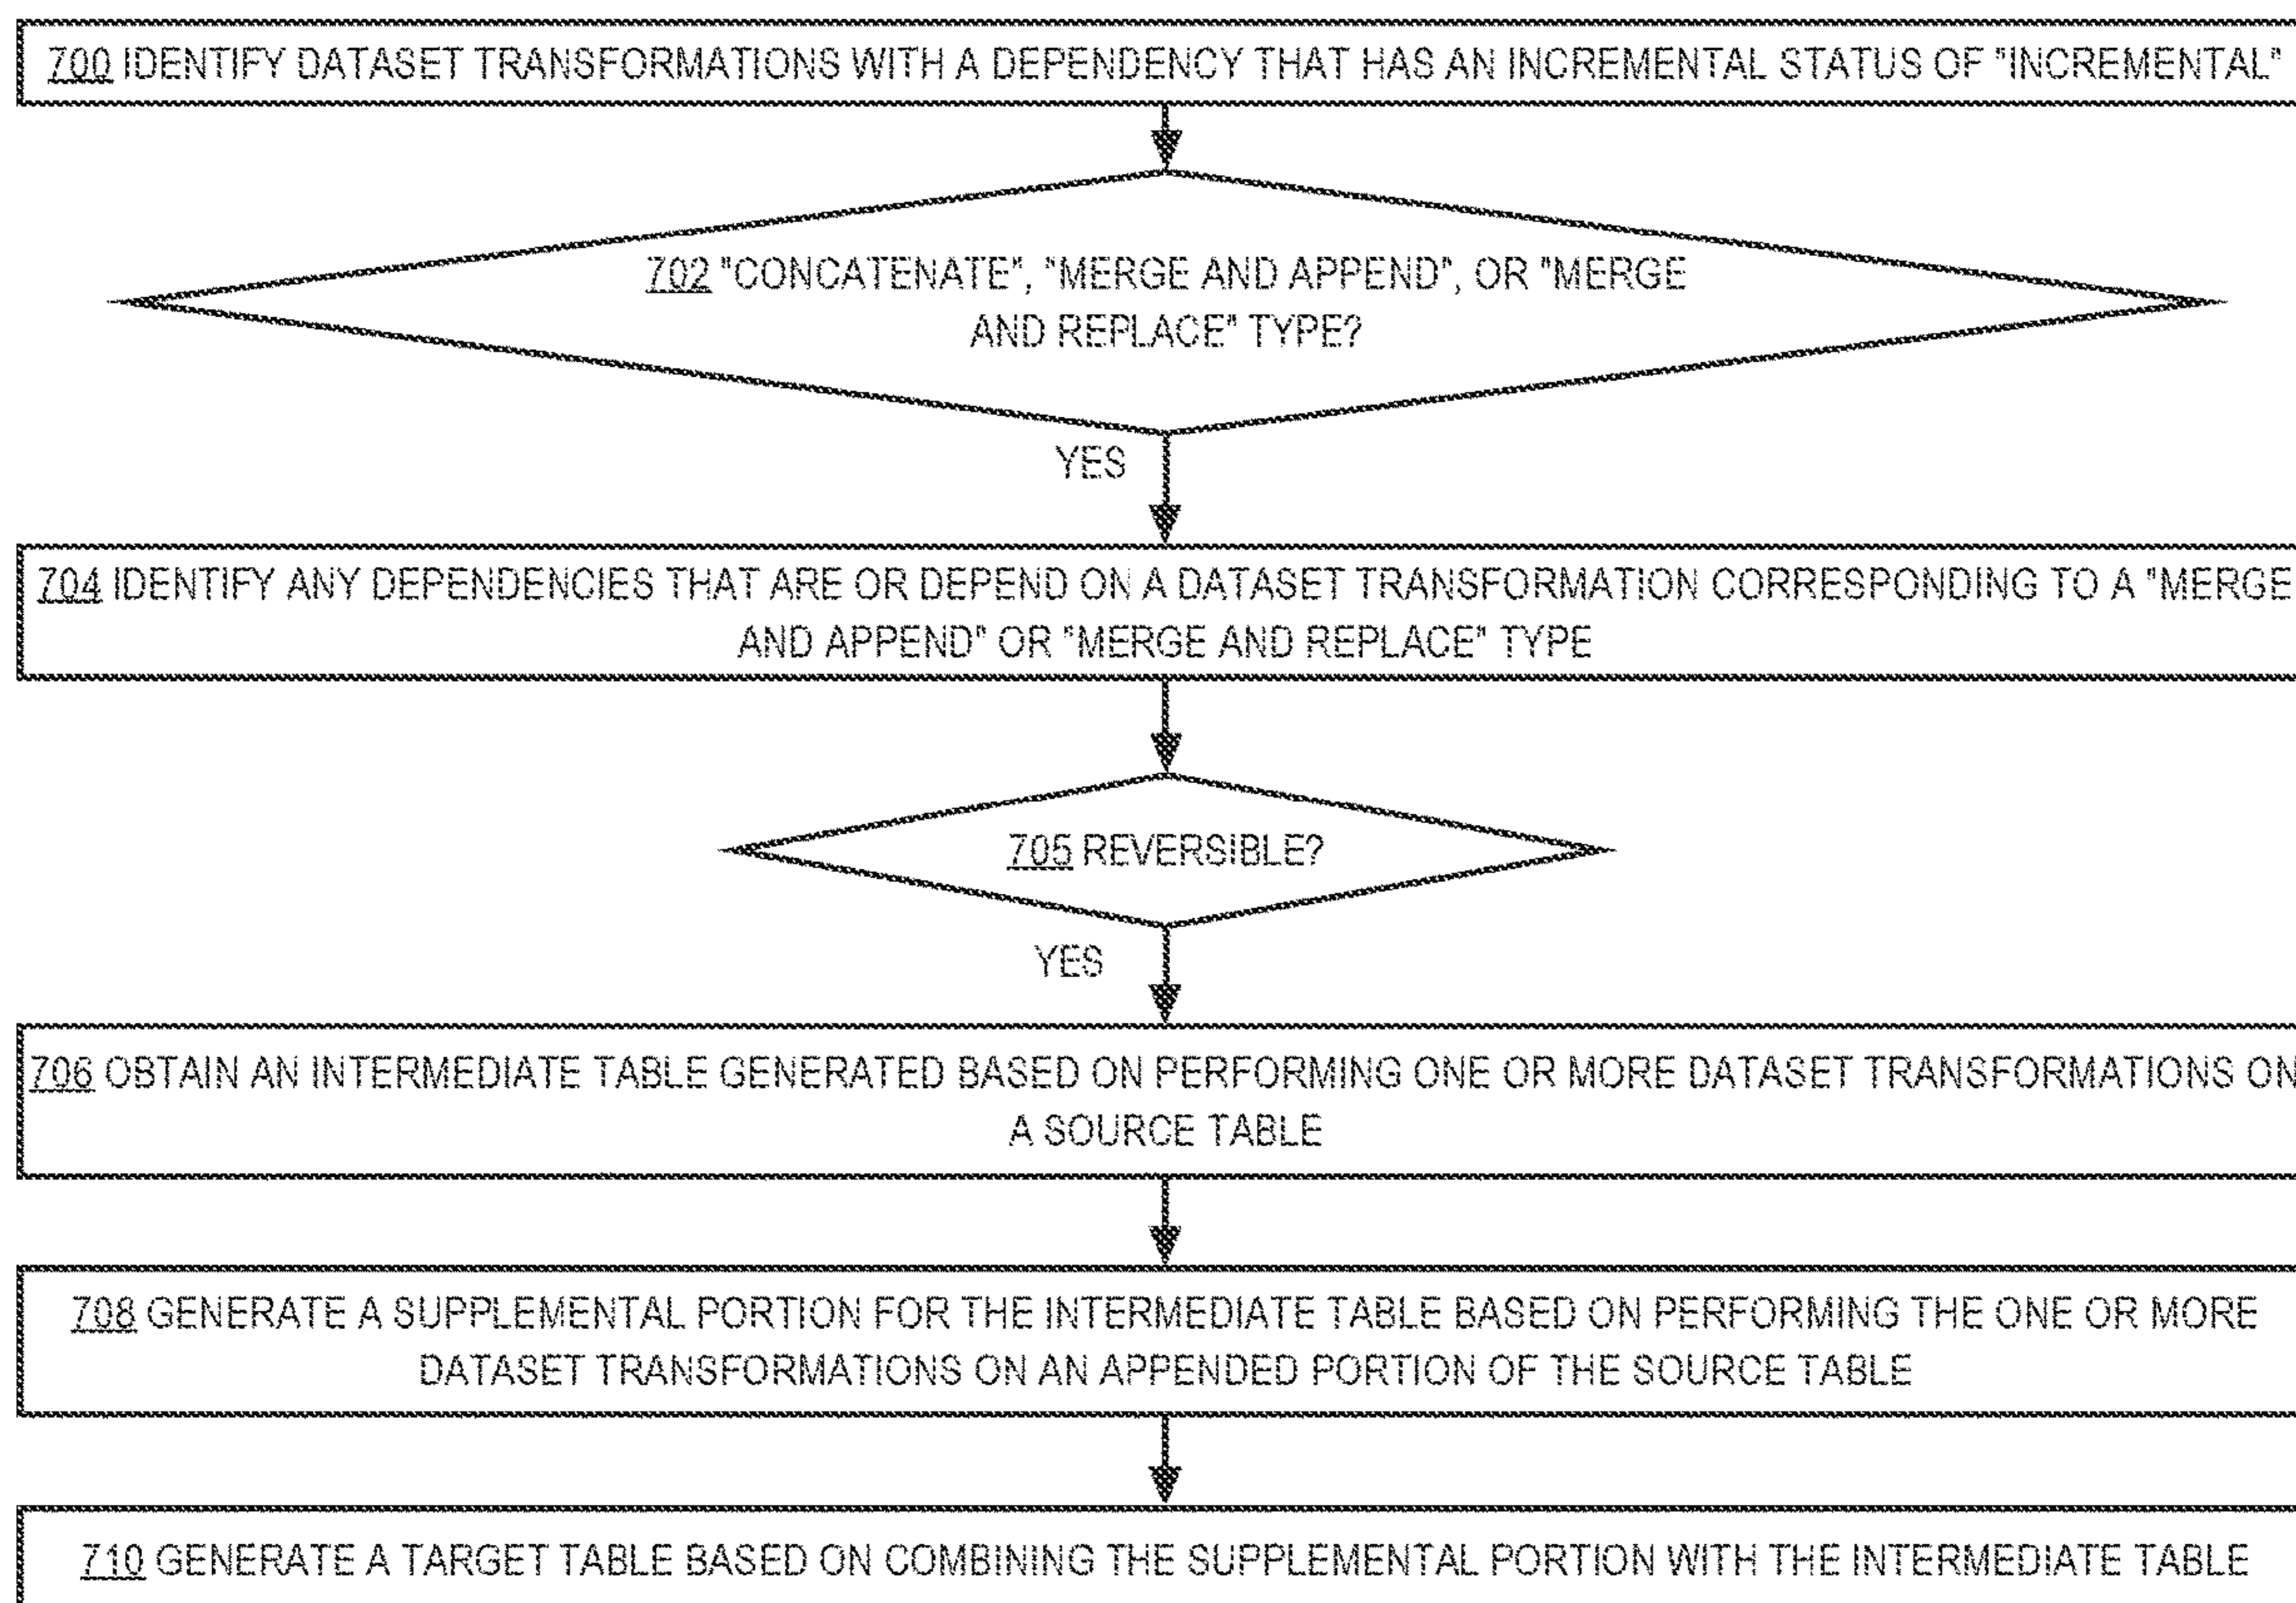 700 IDENTIFY DATASET TRANSFORMATIONS WITH A DEPENDENCY THAT HAS AN INCREMENTAL STATUS OF "INCREMENTAL"
702 "CONCATENATE", "MERGE AND APPEND", OR "MERGE
AND REPLACE" TYPE?
YES
704 IDENTIFY ANY DEPENDENCIES THAT ARE OR DEPEND ON A DATASET TRANSFORMATION CORRESPONDING TO A "MERGE
AND APPEND" OR "MERGE AND REPLACE" TYPE
705 REVERSIBLE?
YES
706 OBTAIN AN INTERMEDIATE TABLE GENERATED BASED ON PERFORMING ONE OR MORE DATASET TRANSFORMATIONS ON
A SOURCE TABLE
708 GENERATE A SUPPLEMENTAL PORTION FOR THE INTERMEDIATE TABLE BASED ON PERFORMING THE ONE OR MORE
DATASET TRANSFORMATIONS ON AN APPENDED PORTION OF THE SOURCE TABLE
710 GENERATE A TARGET TABLE BASED ON COMBINING THE SUPPLEMENTAL PORTION WITH THE INTERMEDIATE TABLE